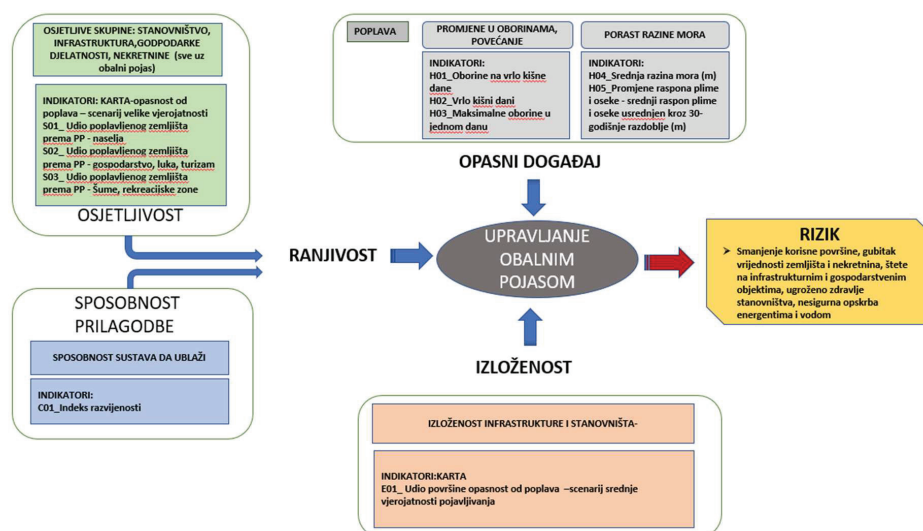 OSJETLJIVE SKUPINE: STANOVNIŠTVO,
INFRASTRUKTURA,GODPODARKE
DJELATNOSTI, NEKRETNINE (sve uz
obalni pojas)
INDIKATORI: KARTA-opasnost od
poplava – scenarij velike vjerojatnosti
S01_ Udio poplavljenog zemljišta
prema PP - naselja
S02_ Udio poplavljenog zemljišta
prema PP - gospodarstvo, luka, turizam
S03_ Udio poplavljenog zemljišta
prema PP - Šume, rekreacijske zone
OSJETLJIVOST
SPOSOBNOST
PRILAGODBE
SPOSOBNOST SUSTAVA DA UBLAŽI
INDIKATORI:
C01_Indeks razvijenosti
RANJIVOST
POPLAVA
PROMJENE U OBORINAMA,
POVEĆANJE
INDIKATORI:
H01_Oborine na vrlo kišne
dane
H02_Vrlo kišni dani
H03_Maksimalne oborine u
jednom danu
PORAST RAZINE MORA
INDIKATORI:
H04_Srednja razina mora (m)
H05_Promjene raspona plime
i oseke - srednji raspon plime
i oseke usrednjen kroz 30-
godišnje razdoblje (m)
OPASNI DOGAĐAJ
UPRAVLJANJE
OBALNIM
POJASOM
IZLOŽENOST
IZLOŽENOST INFRASTRUKTURE I STANOVNIŠTA-
INDIKATORI:KARTA
E01_ Udio površine opasnost od poplava –scenarij srednje
vjerojatnosti pojavljivanja
RIZIK
➤ Smanjenje korisne površine, gubitak
vrijednosti zemljišta i nekretnina, štete
na infrastrukturnim i gospodarstvenim
objektima, ugroženo zdravlje
stanovništva, nesigurna opskrba
energentima i vodom